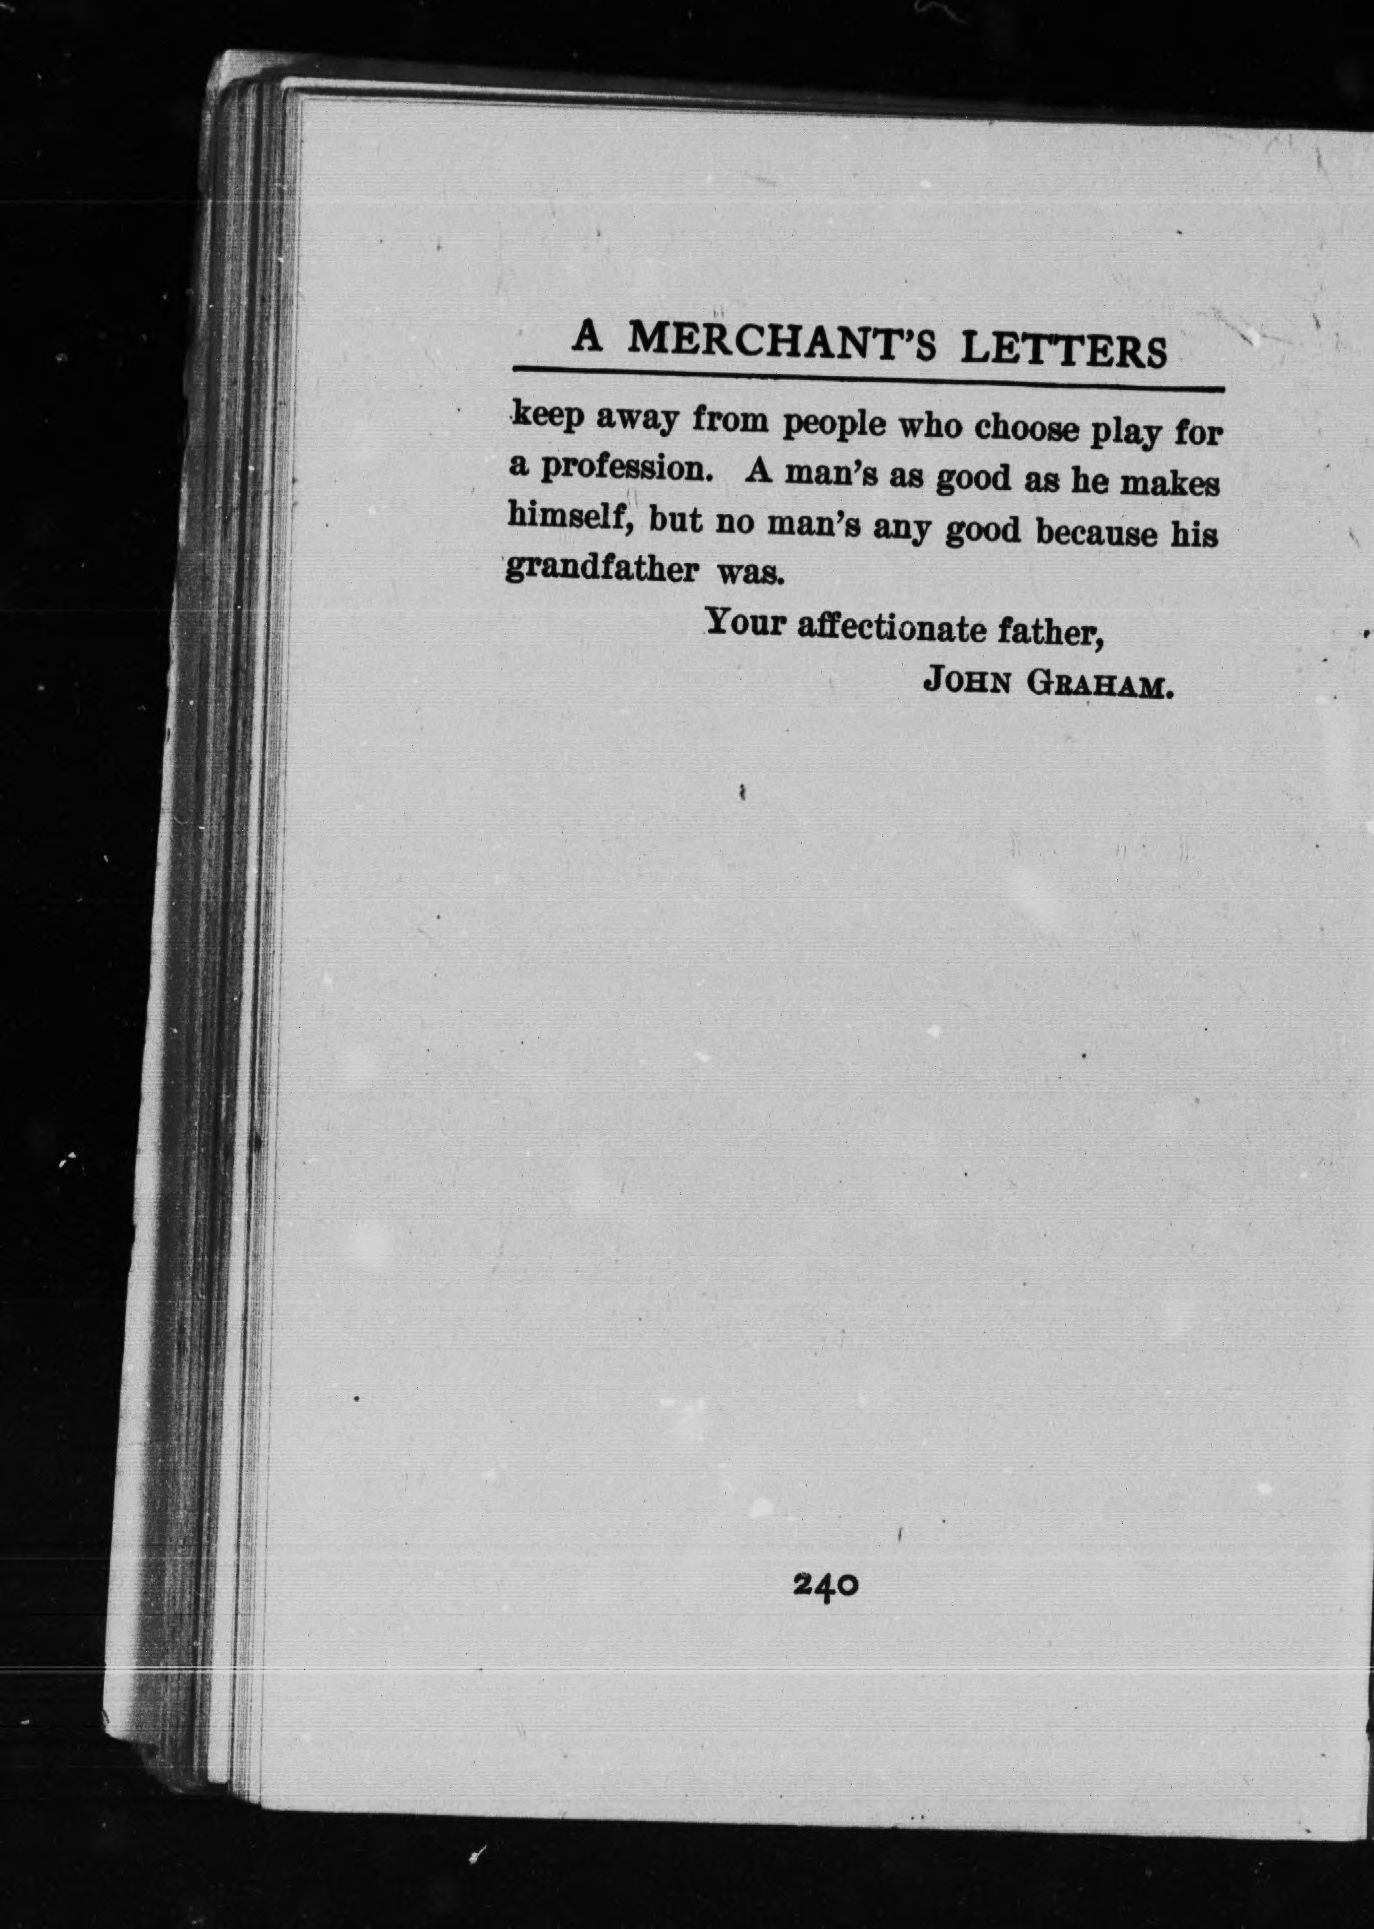 A MERCHANT'S LETTERS
keep away from people who choose play for
a profession. A man's as good as he makes
himself, but no man's any good because his
grandfather was.
Your affectionate father,
JOHN GRAHAM.
240